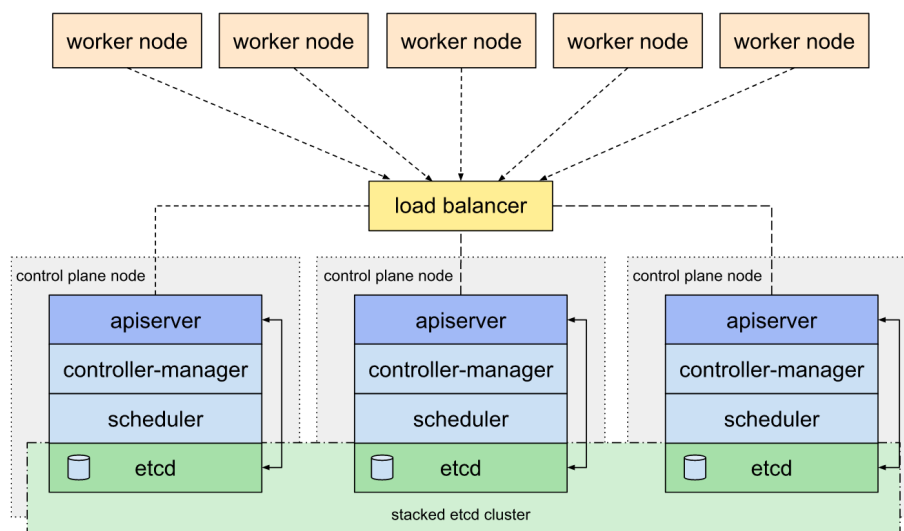 worker node
worker node
worker node
worker node
worker node
load balancer
control plane node
control plane node
control plane node
apiserver
apiserver
apiserver
controller-manager
controller-manager
controller-manager
scheduler
scheduler
scheduler
etcd
etcd
etcd
stacked etcd cluster